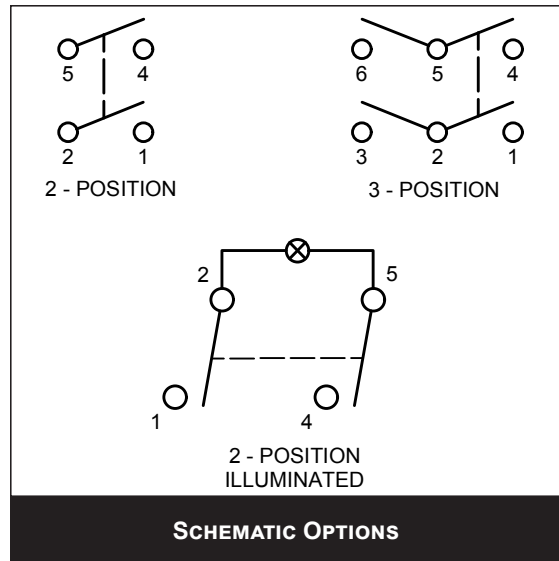 5 4
2 1
2 - POSITION
6 5 4
3 2 1
3 - POSITION
2 5
1 4
2 - POSITION
ILLUMINATED
SCHEMATIC OPTIONS